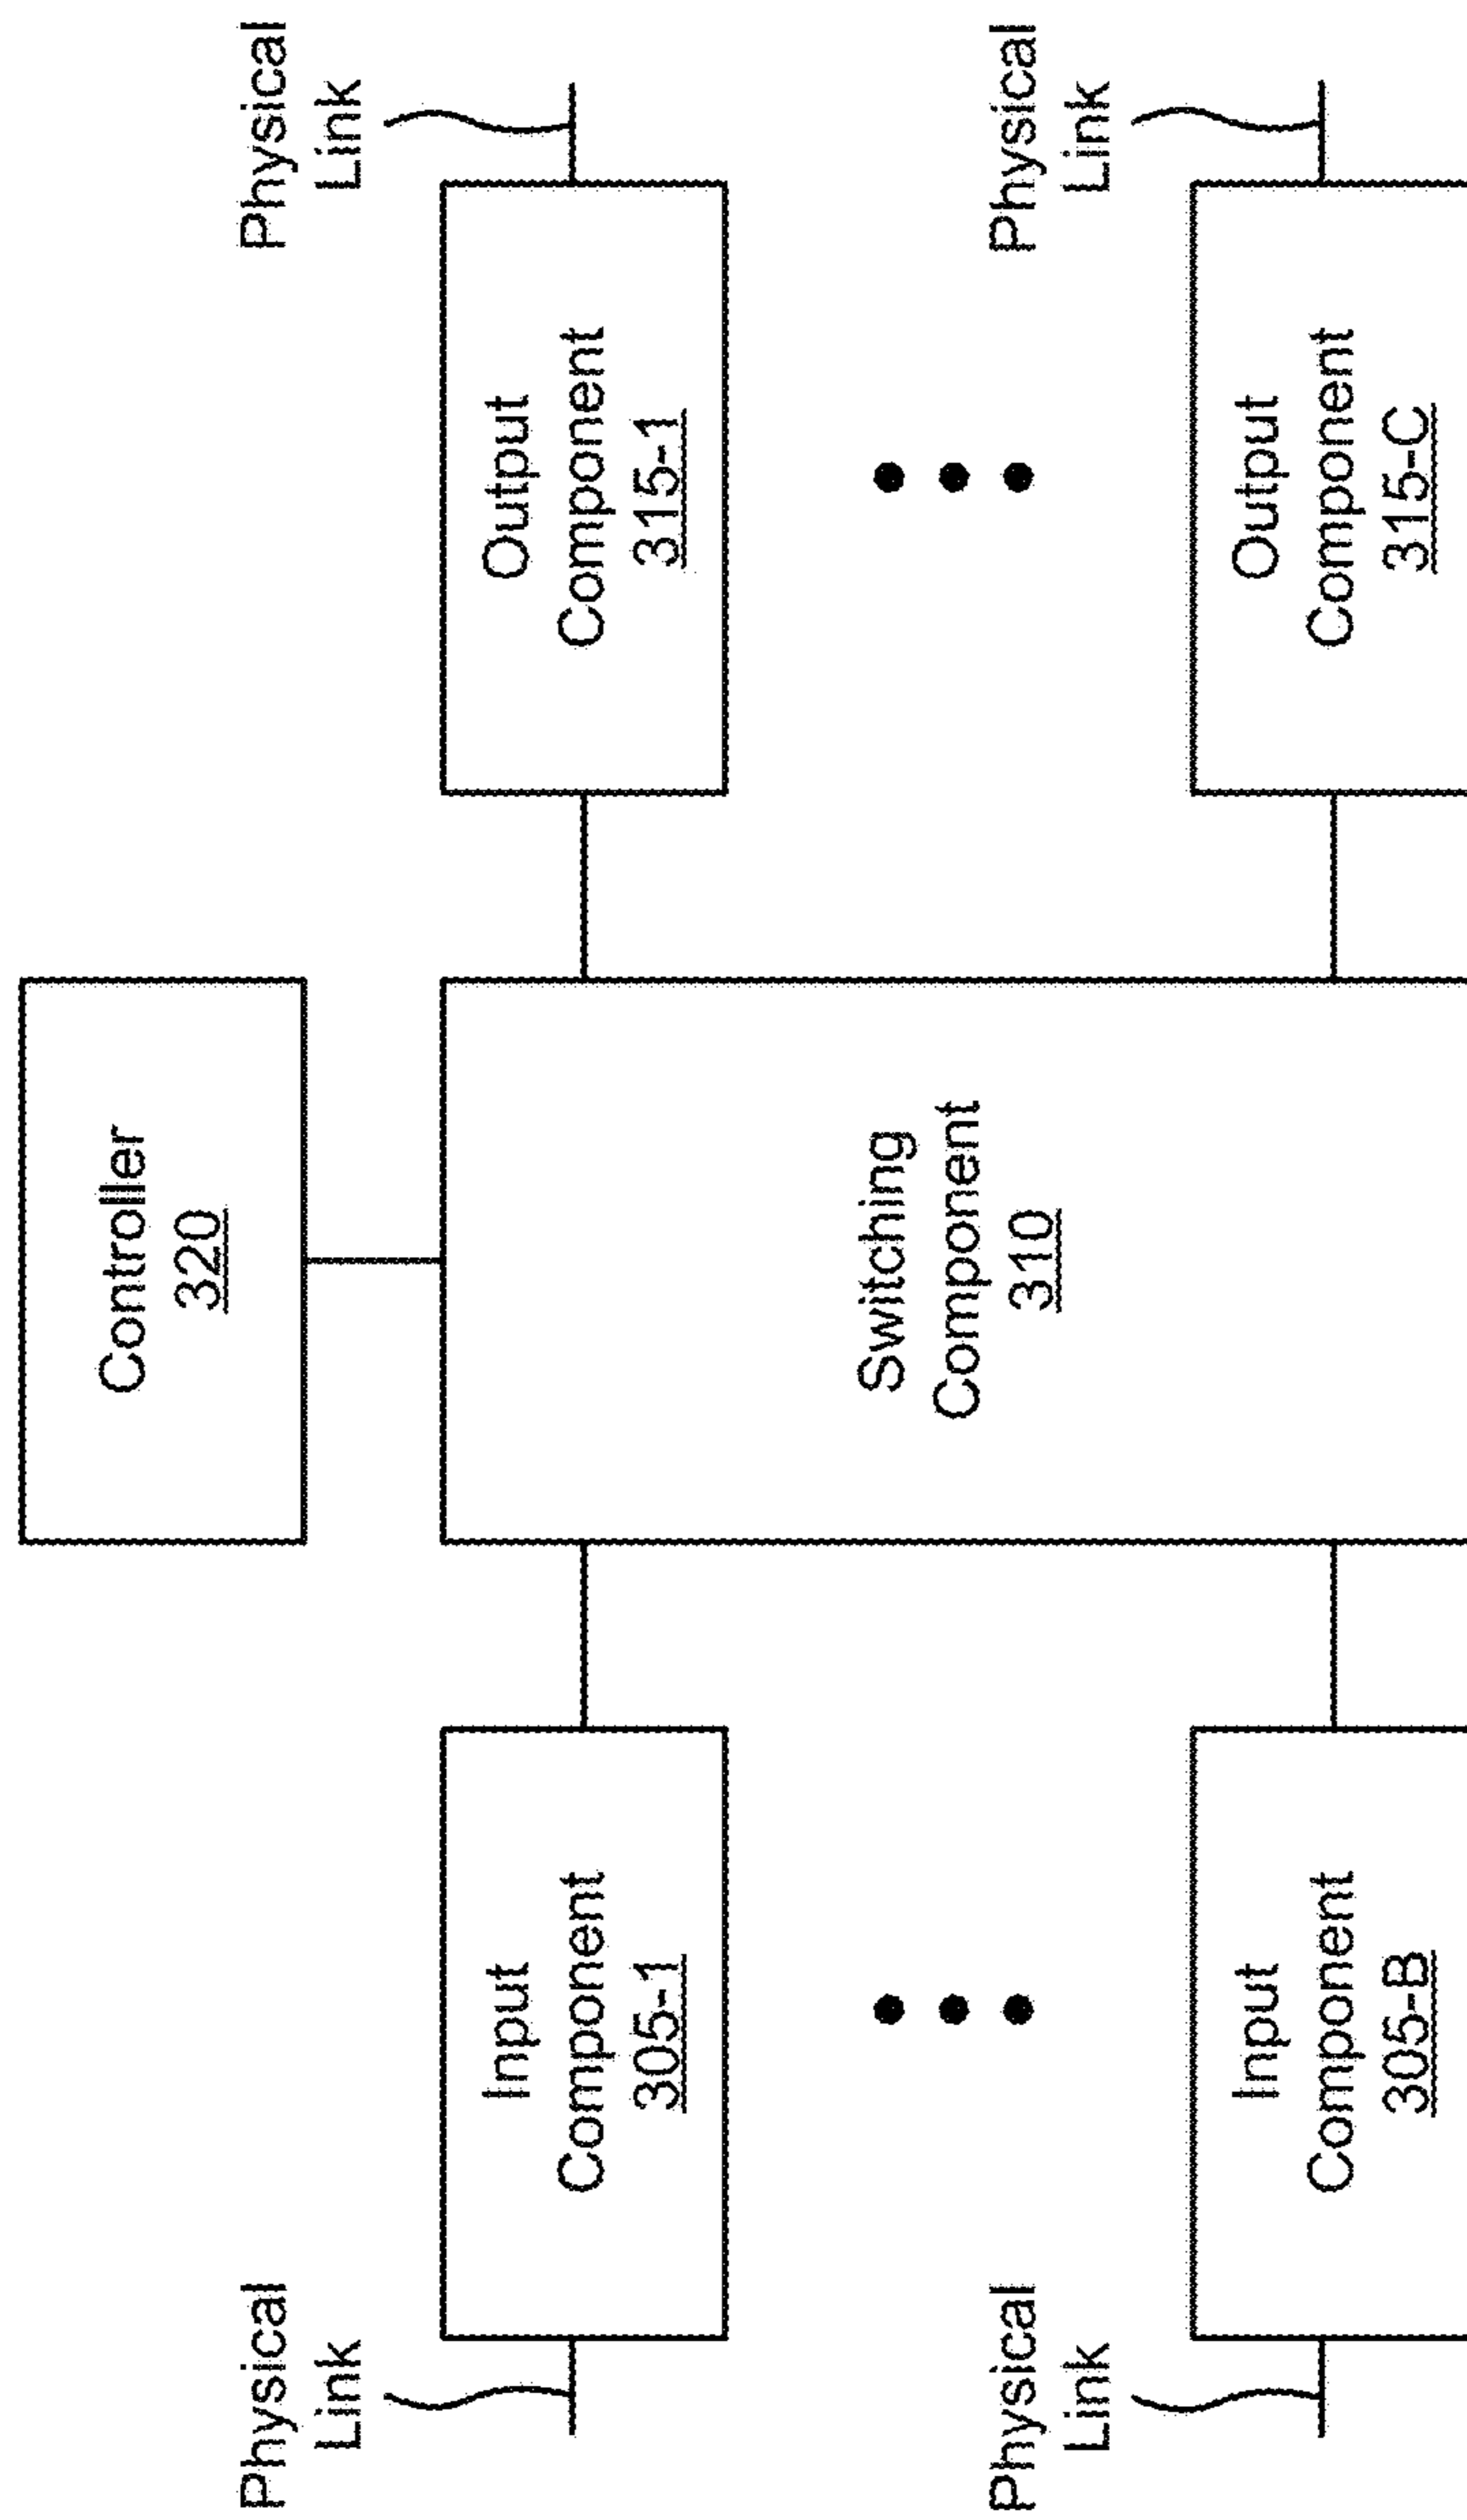 Controller
320
Physical
Link
Input
Component
305-1
Switching
Component
310
Output
Component
315-1
Physical
Link
Physical
Link
Input
Component
305-B
Output
Component
315-C
Physical
Link